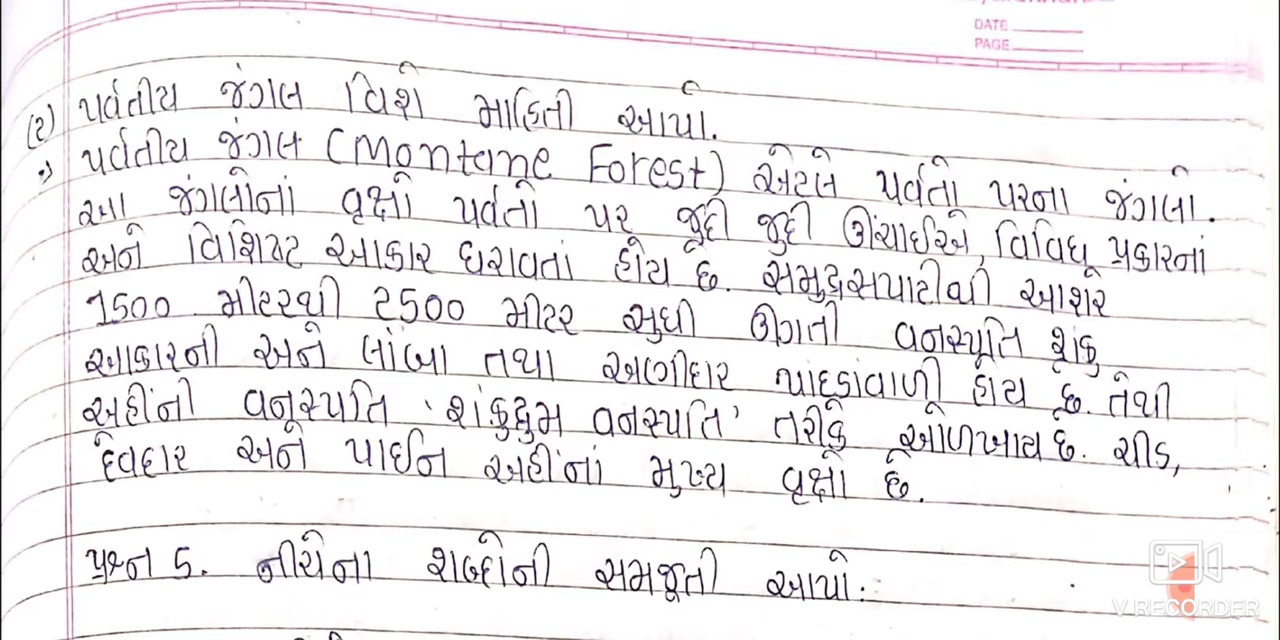 DATE
PAGE
(૨) પર્વતીય જંગલ વિશે માહિતી આપો.
પર્વતીય જંગલ (Montane Forest) એટલે પર્વતો પરના જંગલો.
આ જંગલોનાં વૃક્ષો પર્વતો પર જુદી જુદી ઊંચાઈએ, વિવિધ પ્રકારનાં
અને વિશિષ્ટ આકાર ધરાવતાં હોય છે. સમુદ્રસપાટીથી આશરે
1500 મીટરથી 2500 મીટર સુધી ઊગતી વનસ્પતિ શંકુ
આકારની અને લાંબા તથા અણીદાર પાંદડાંવાળી હોય છે. તેથી
અહીંની વનસ્પતિ 'શંકુદ્રુમ વનસ્પતિ' તરીકે ઓળખાય છે. ચીડ,
દેવદાર અને પાઈન અહીંનાં મુખ્ય વૃક્ષો છે.
પ્રશ્ન 5. નીચેના શબ્દોની સમજૂતી આપો:
V.RECORDER